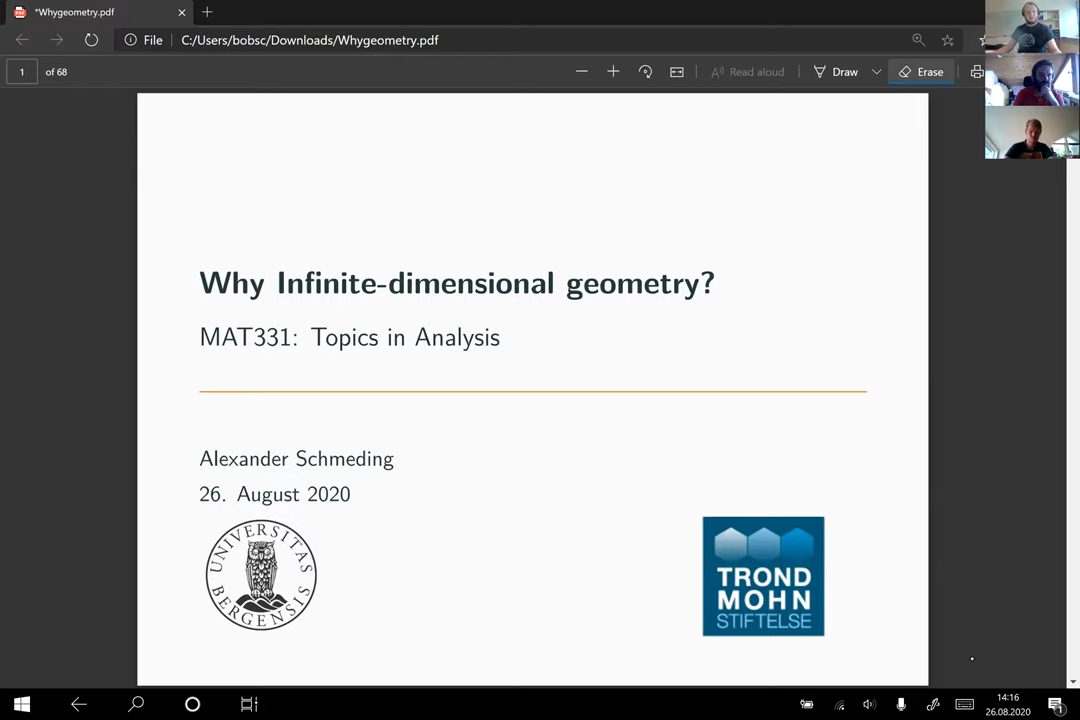 *Whygeometry.pdf
File
C:/Users/bobsc/Downloads/Whygeometry.pdf
1 of 68
Read aloud
Draw
Erase
Why Infinite-dimensional geometry?
MAT331: Topics in Analysis
Alexander Schmeding
26. August 2020
UNIVERSITAS
BERGENSIS
TROND
MOHN
STIFTELSE
14:16
26.08.2020
1